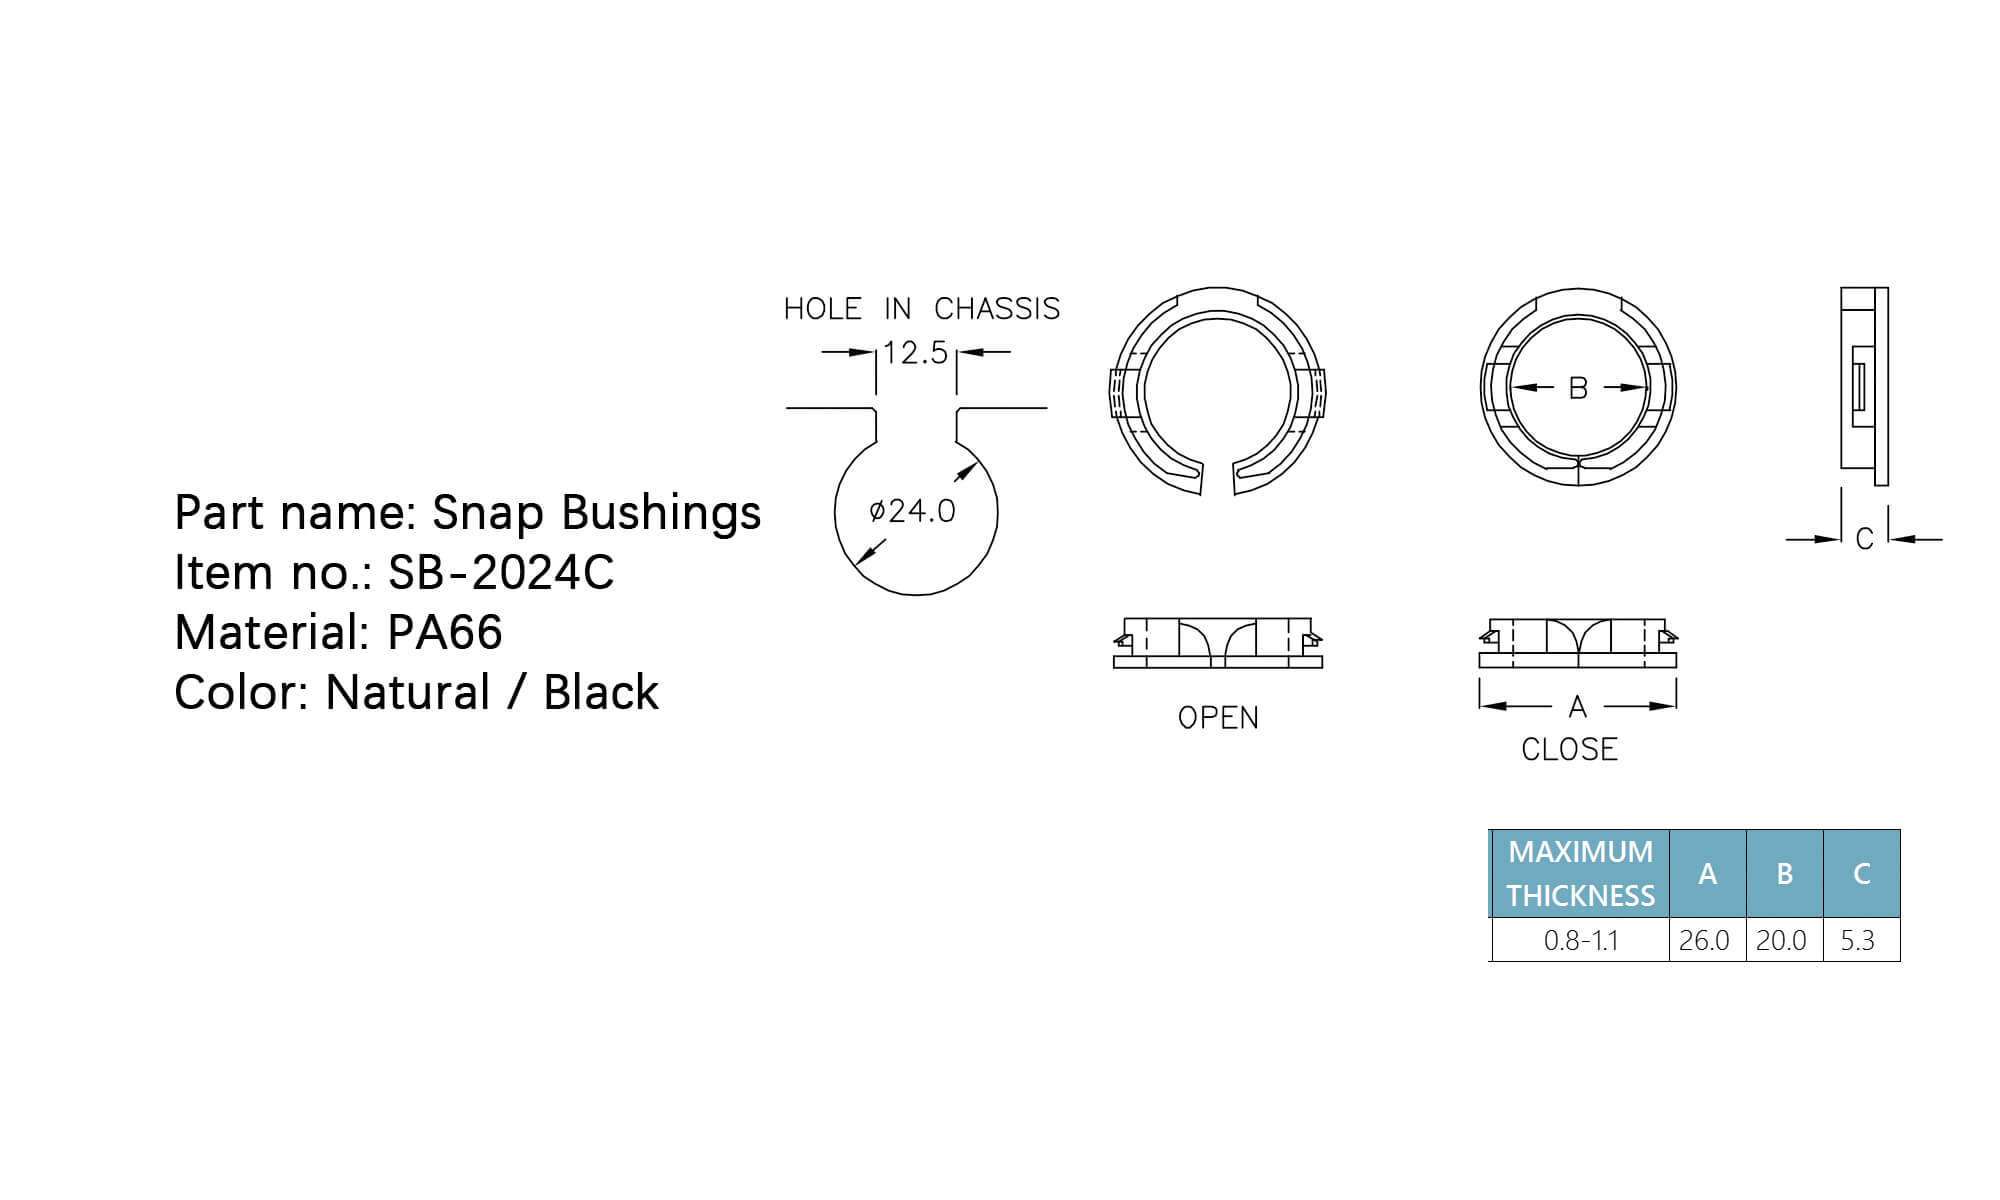 Part name: Snap Bushings
Item no.: SB-2024C
Material: PA66
Color: Natural / Black
HOLE IN CHASSIS
12.5
⌀24.0
B
C
OPEN
A
CLOSE
MAXIMUM THICKNESS A B C
0.8-1.1 26.0 20.0 5.3